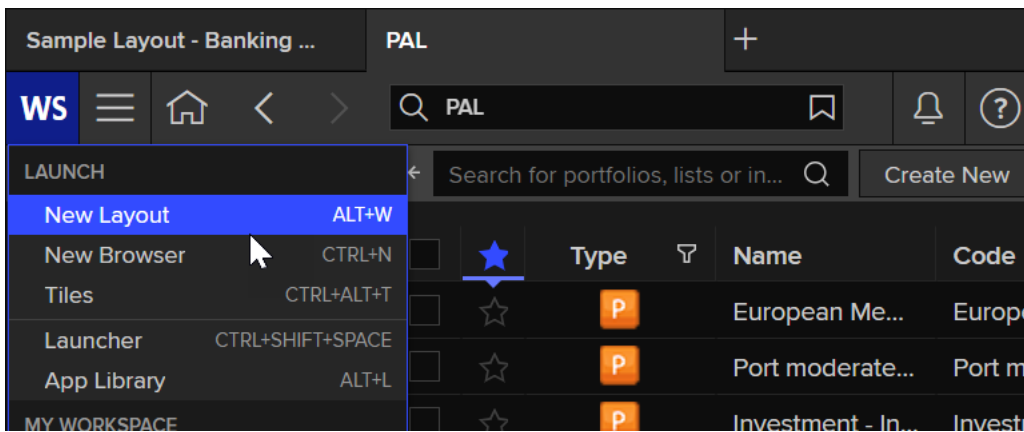 Sample Layout - Banking ...
PAL
WS
PAL
LAUNCH
New Layout ALT+W
New Browser CTRL+N
Tiles CTRL+ALT+T
Launcher CTRL+SHIFT+SPACE
App Library ALT+L
MY WORKSPACE
Search for portfolios, lists or in...
Create New
Type Name Code
P European Me... Europe
P Port moderate... Port m
P Investment - In... Invest